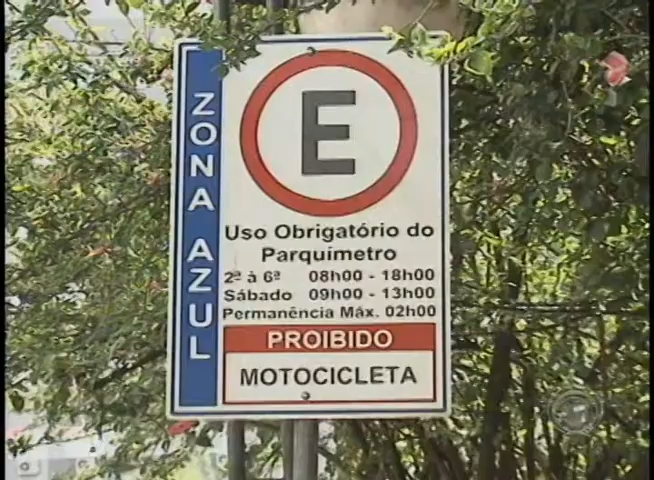 ZONA AZUL
E
Uso Obrigatório do
Parquímetro
2ª à 6ª 08h00 - 18h00
Sábado 09h00 - 13h00
Permanência Máx. 02h00
PROIBIDO
MOTOCICLETA